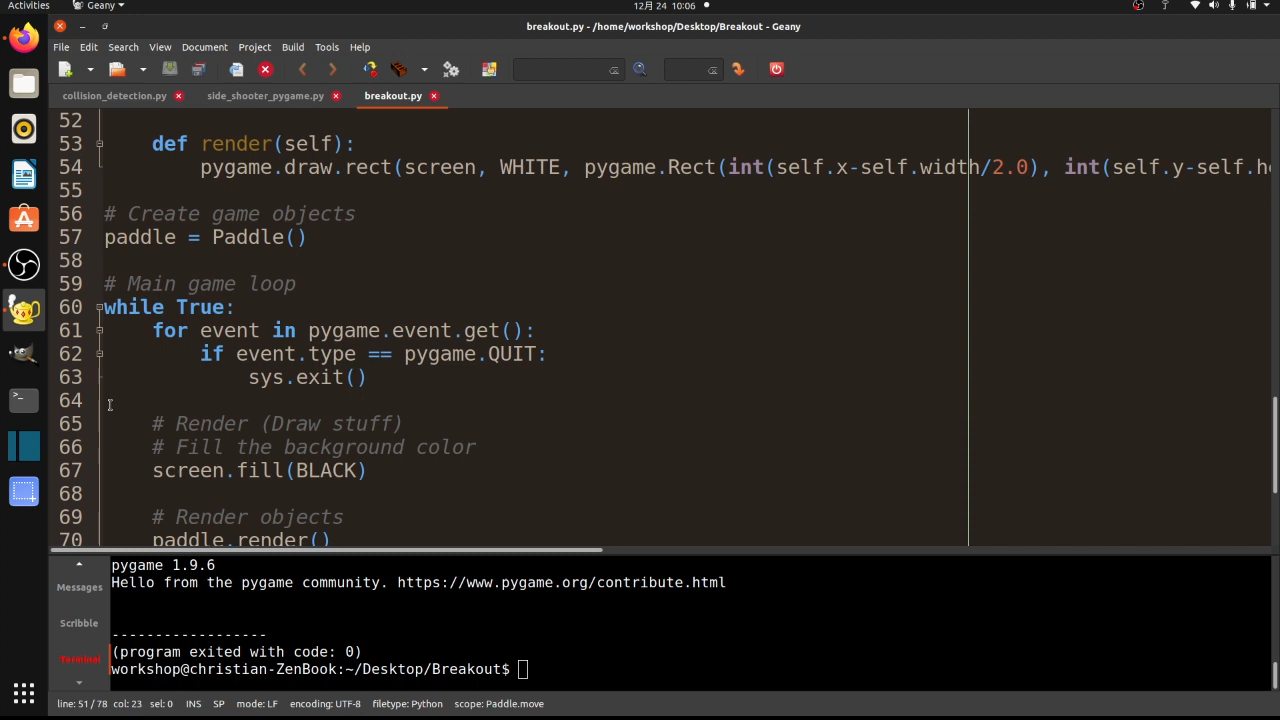 Activities
Geany
12月 24 10:06
breakout.py - /home/workshop/Desktop/Breakout - Geany
File Edit Search View Document Project Build Tools Help
collision_detection.py
side_shooter_pygame.py
breakout.py
52
53 def render(self):
54 pygame.draw.rect(screen, WHITE, pygame.Rect(int(self.x-self.width/2.0), int(self.y-self.he
55
56 # Create game objects
57 paddle = Paddle()
58
59 # Main game loop
60 while True:
61 for event in pygame.event.get():
62 if event.type == pygame.QUIT:
63 sys.exit()
64
65 # Render (Draw stuff)
66 # Fill the background color
67 screen.fill(BLACK)
68
69 # Render objects
70 paddle.render()
Messages
Scribble
Terminal
pygame 1.9.6
Hello from the pygame community. https://www.pygame.org/contribute.html
------------------
(program exited with code: 0)
workshop@christian-ZenBook:~/Desktop/Breakout$
line: 51 / 78 col: 23 sel: 0 INS SP mode: LF encoding: UTF-8 filetype: Python scope: Paddle.move